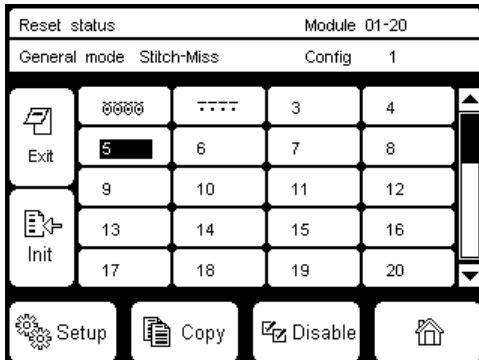 Reset status Module 01-20
General mode Stitch-Miss Config 1
Exit
3 4
5 6 7 8
9 10 11 12
Init
13 14 15 16
17 18 19 20
Setup Copy Disable